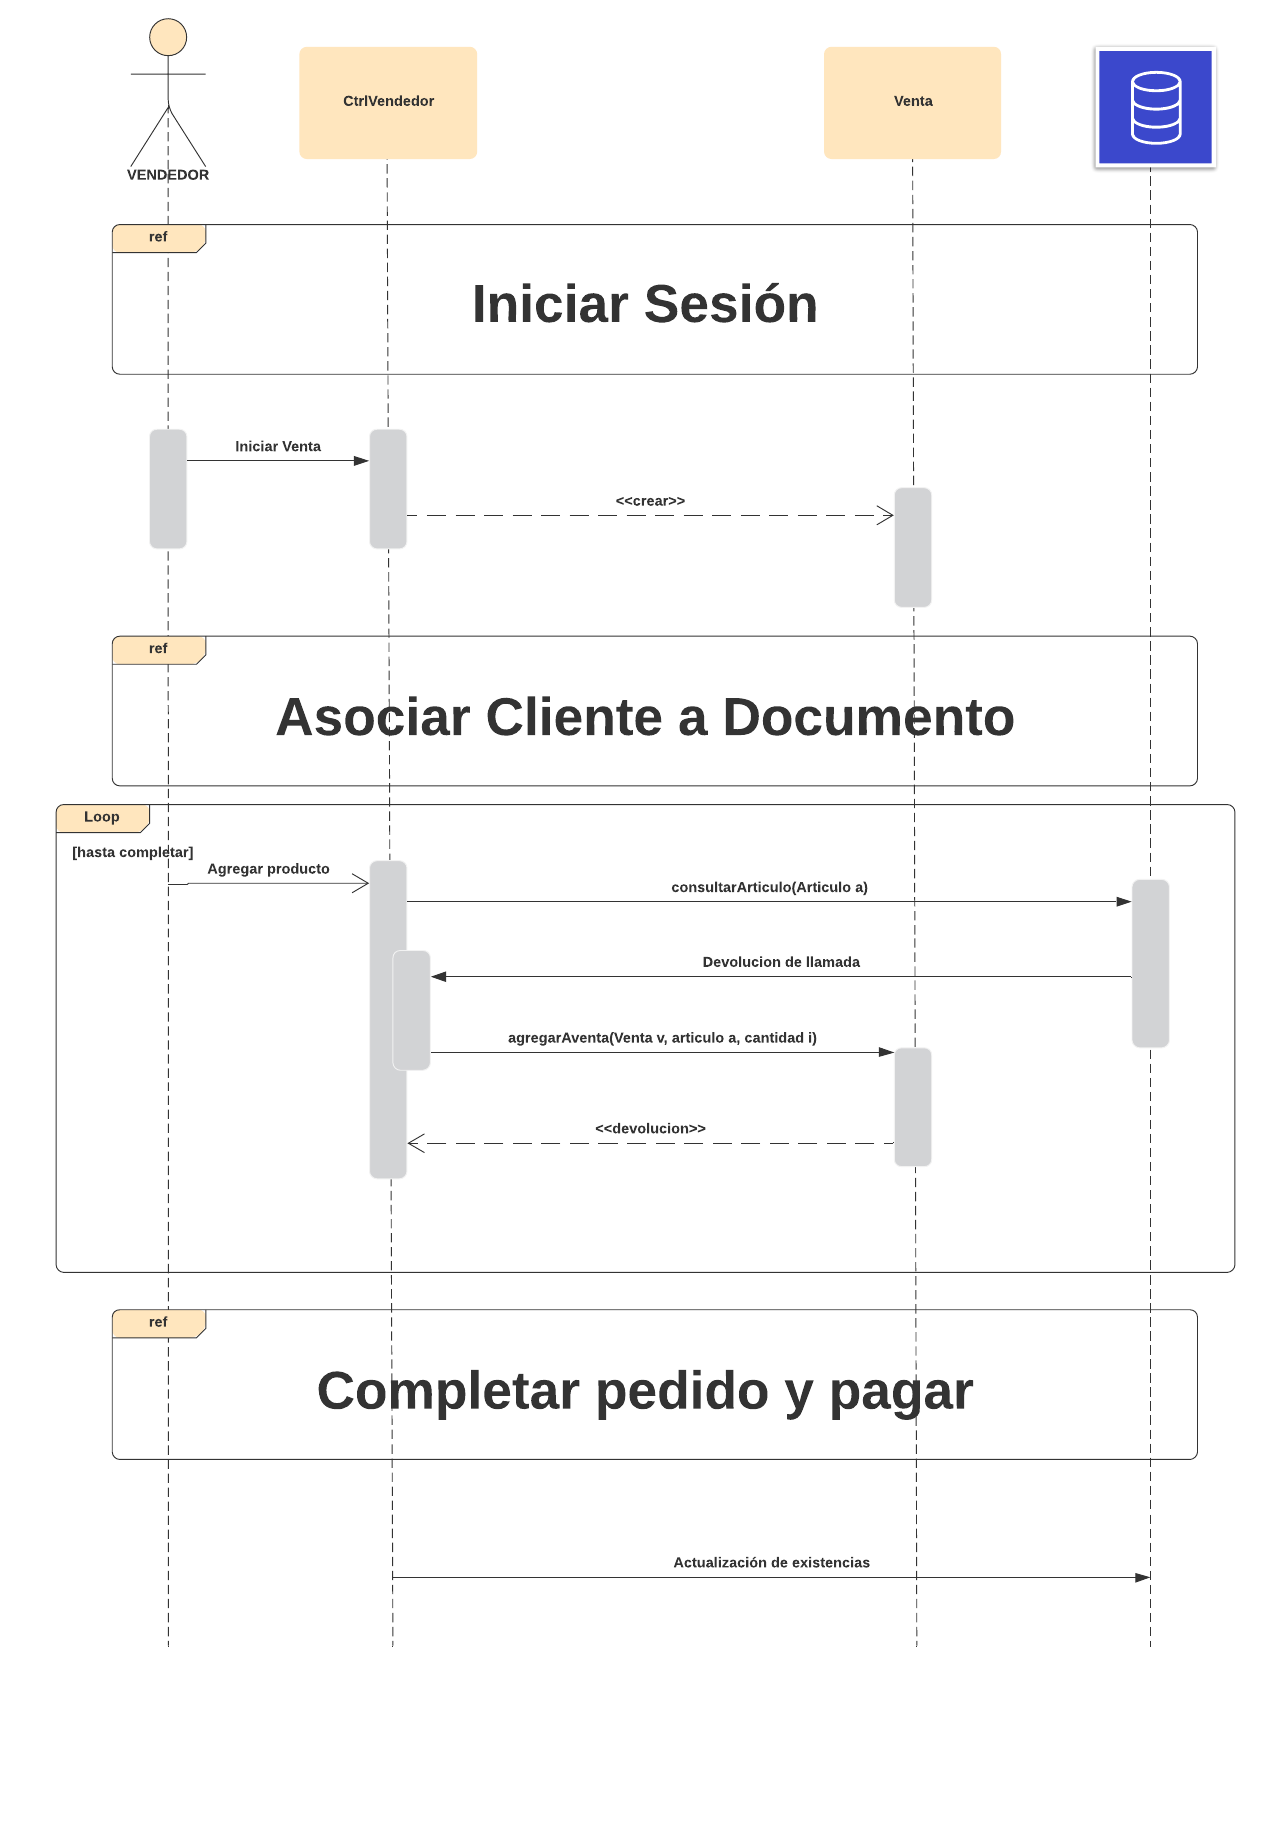 CtrlVendedor
Venta
VENDEDOR
ref
Iniciar Sesión
Iniciar Venta
<<crear>>
ref
Asociar Cliente a Documento
Loop
[hasta completar]
Agregar producto
consultarArticulo(Articulo a)
Devolucion de llamada
agregarAventa(Venta v, articulo a, cantidad i)
<<devolucion>>
ref
Completar pedido y pagar
Actualización de existencias